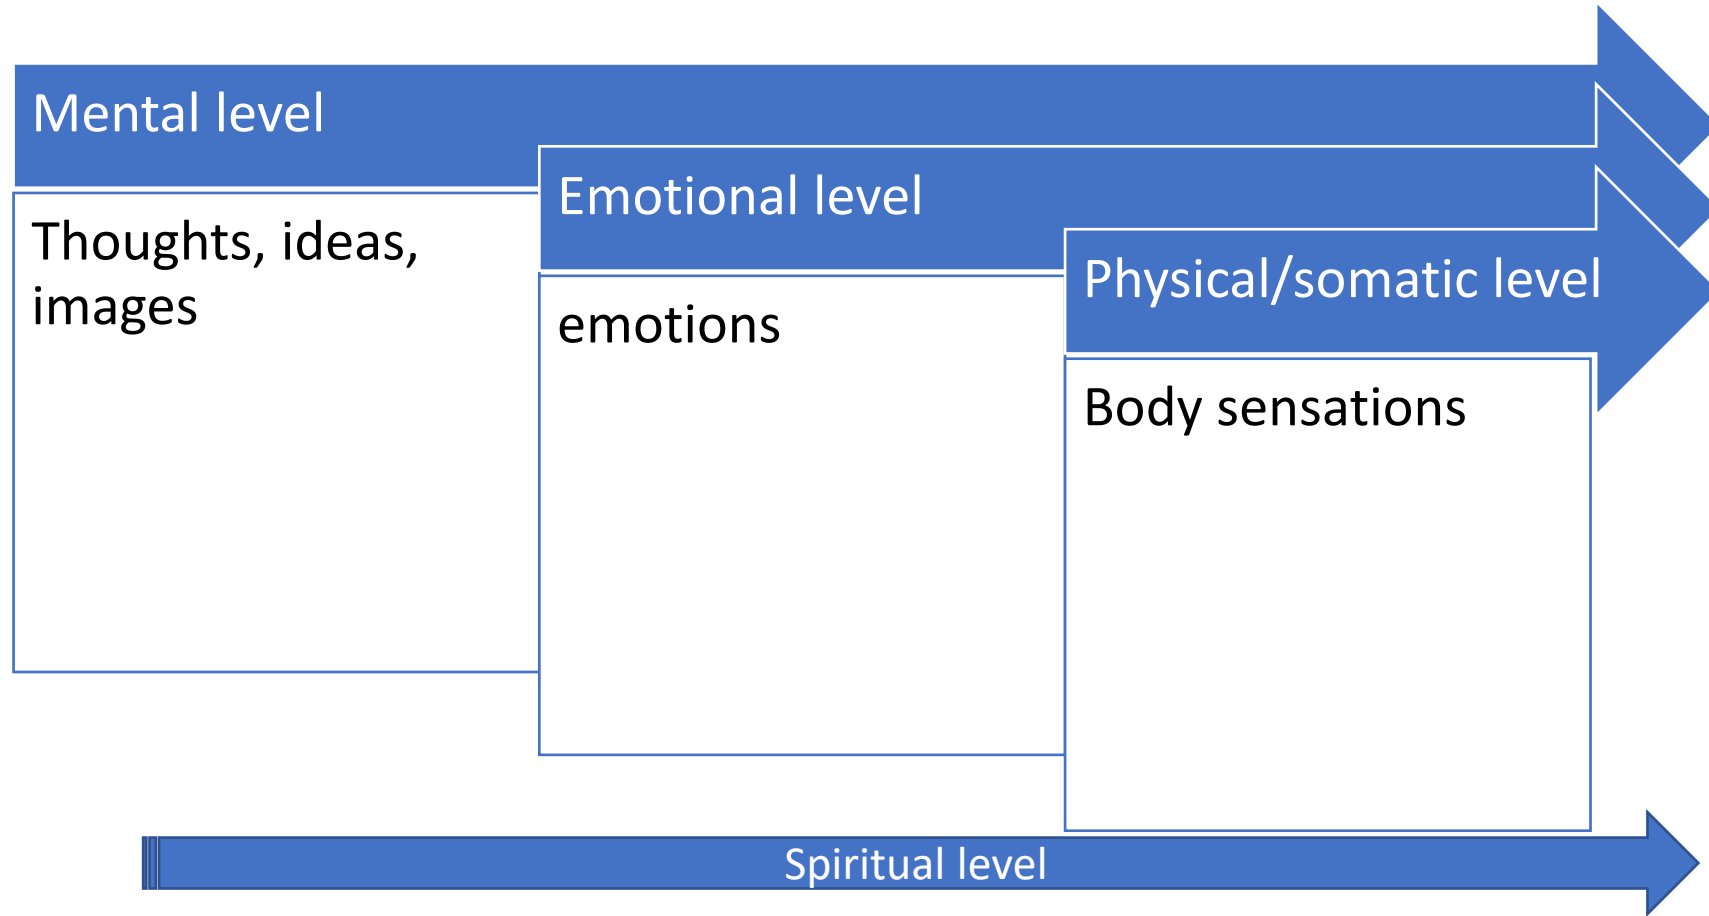 Mental level
Thoughts, ideas,
images
Emotional level
emotions
Physical/somatic level
Body sensations
Spiritual level